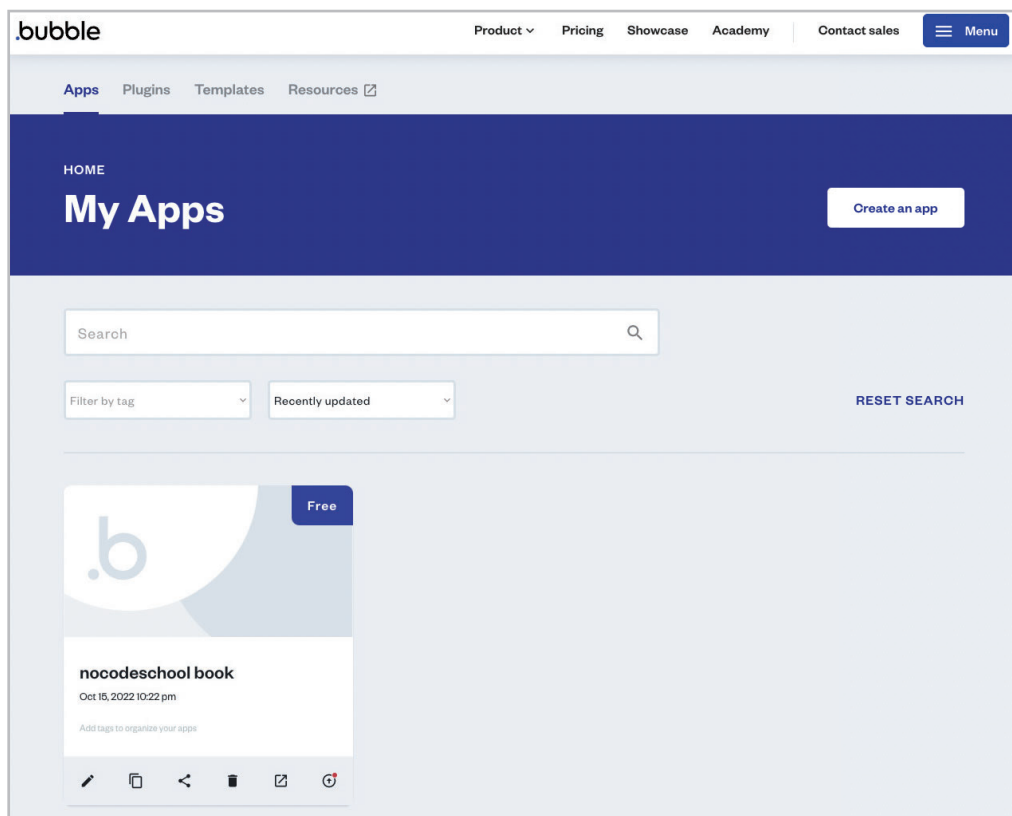 .bubble
Product Pricing Showcase Academy Contact sales Menu
Apps Plugins Templates Resources
HOME
My Apps
Create an app
Search
Filter by tag Recently updated RESET SEARCH
Free
.b
nocodeschool book
Oct 15, 2022 10:22 pm
Add tags to organize your apps